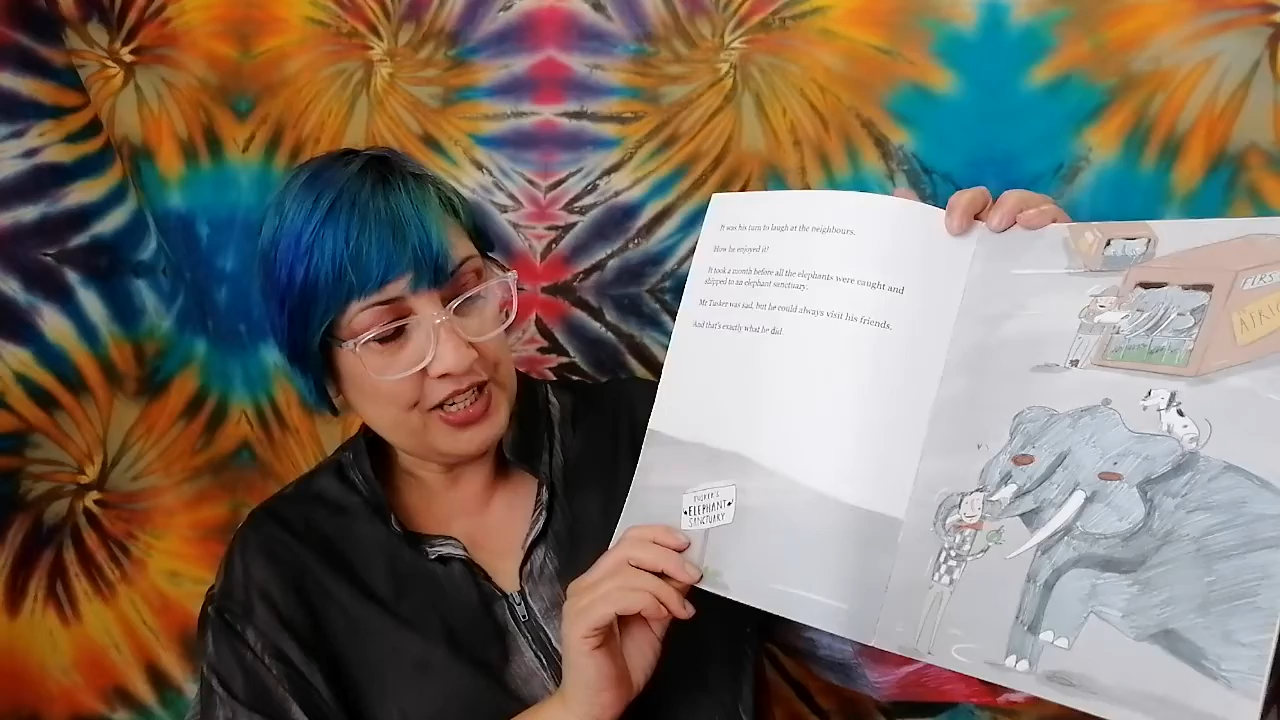 It was his turn to laugh at the neighbours.
How he enjoyed it!
It took a month before all the elephants were caught and
shipped to an elephant sanctuary.
Mr Tusker was sad, but he could always visit his friends.
And that's exactly what he did.
TUSKER'S
ELEPHANT
SANCTUARY
FIRST